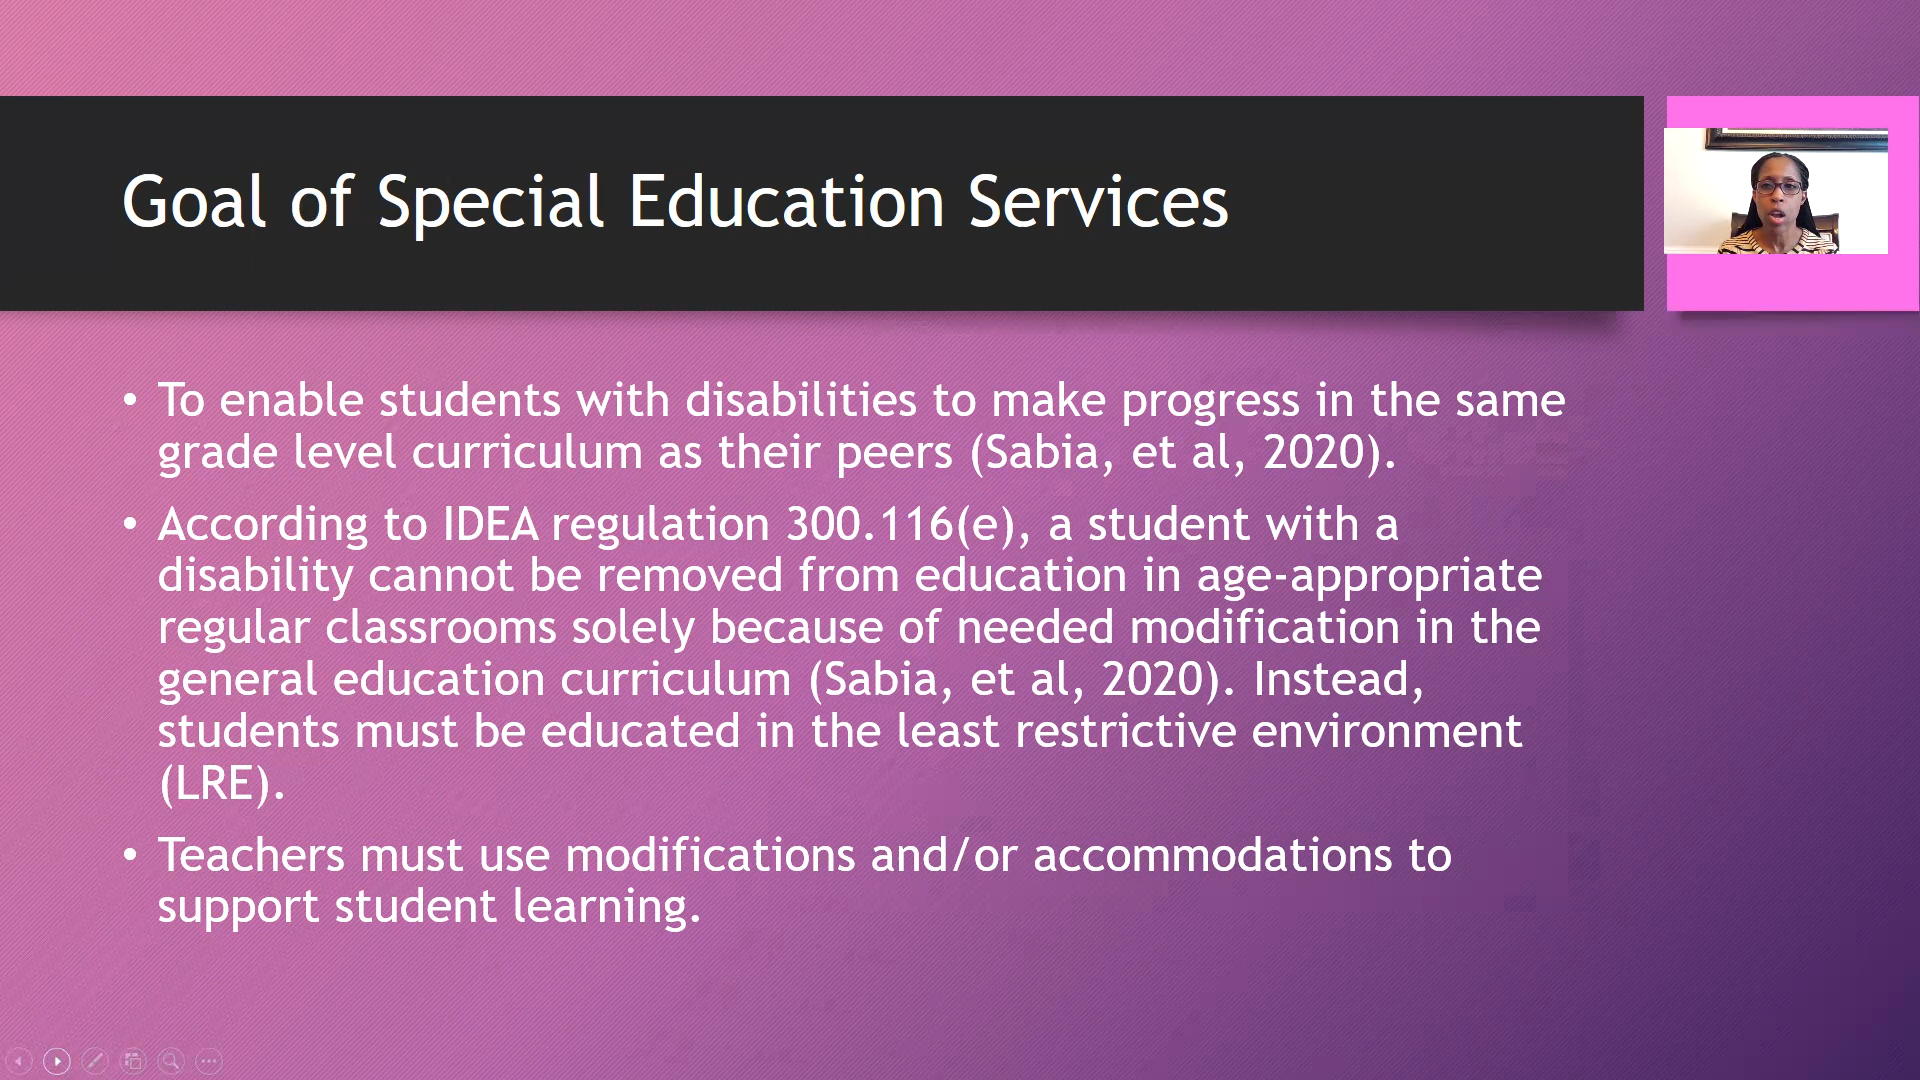 Goal of Special Education Services
• To enable students with disabilities to make progress in the same
grade level curriculum as their peers (Sabia, et al, 2020).
• According to IDEA regulation 300.116(e), a student with a
disability cannot be removed from education in age-appropriate
regular classrooms solely because of needed modification in the
general education curriculum (Sabia, et al, 2020). Instead,
students must be educated in the least restrictive environment
(LRE).
• Teachers must use modifications and/or accommodations to
support student learning.